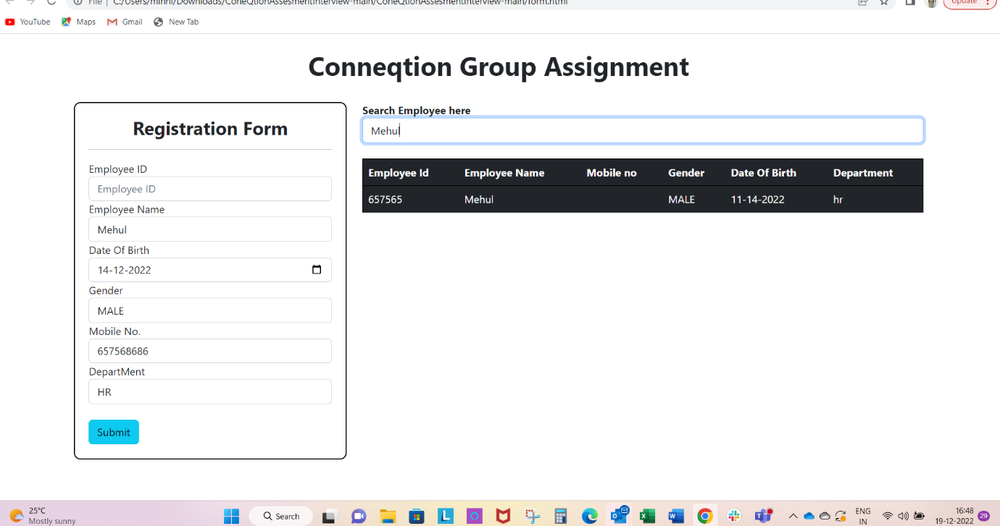 File | C:/Users/minni/Downloads/ConeQtionAssesmentInterview-main/ConeQtionAssesmentInterview-main/form.html
Update
YouTube Maps Gmail New Tab
Conneqtion Group Assignment
Registration Form
Employee ID
Employee ID
Employee Name
Mehul
Date Of Birth
14-12-2022
Gender
MALE
Mobile No.
657568686
DepartMent
HR
Submit
Search Employee here
Mehul
Employee Id Employee Name Mobile no Gender Date Of Birth Department
657565 Mehul MALE 11-14-2022 hr
25°C
Mostly sunny
Search
ENG
IN
16:48
19-12-2022
29